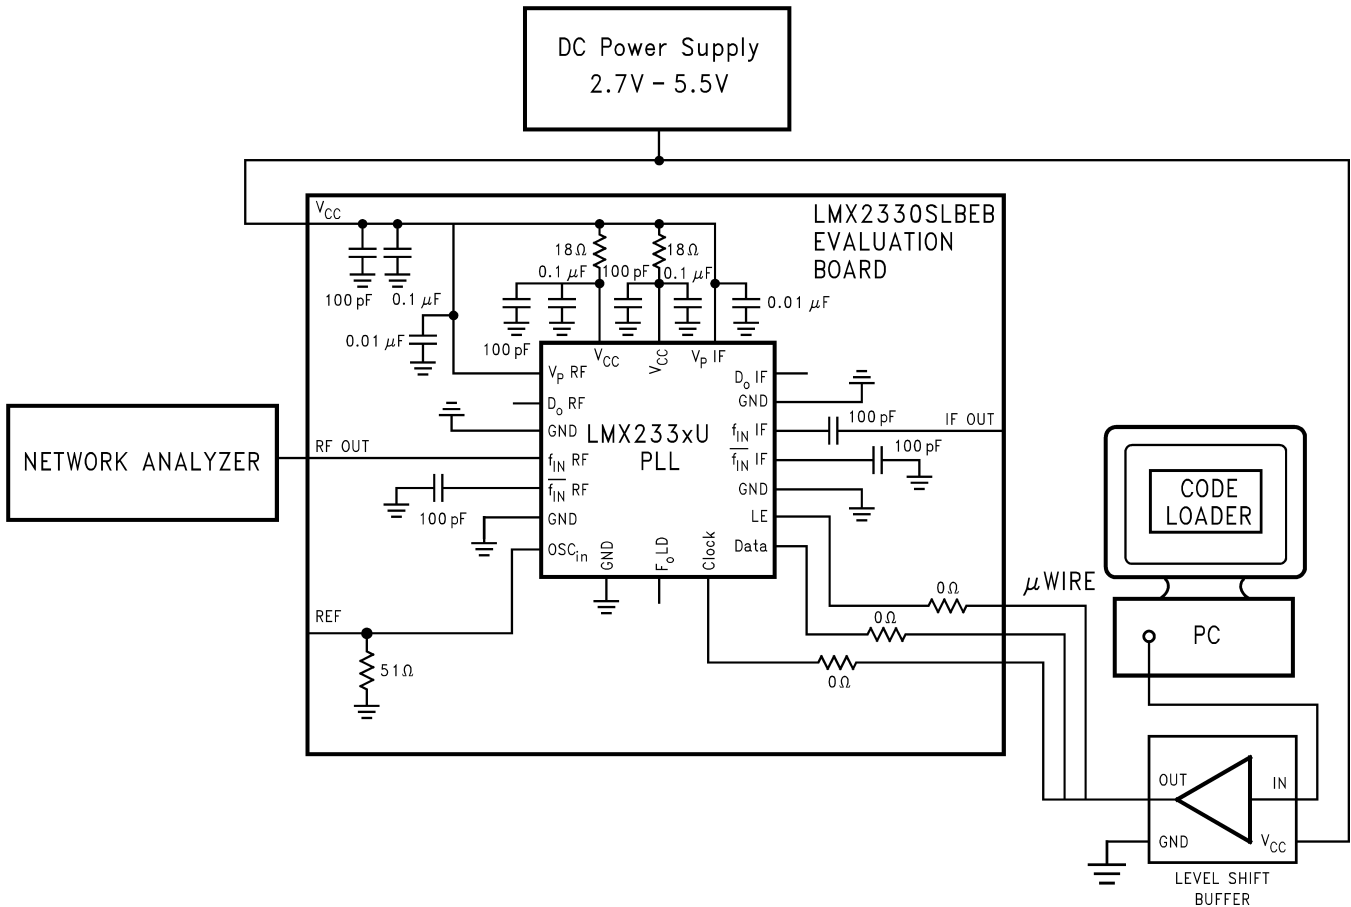 DC Power Supply
2.7V – 5.5V
LMX2330SLBEB
EVALUATION
BOARD
VCC
18Ω
18Ω
0.1 μF
100 pF
0.1 μF
100 pF
0.1 μF
0.01 μF
0.01 μF
100 pF
VCC
VCC
VP IF
VP RF
Do RF
GND
fIN RF
f̅IN RF
GND
OSCin
LMX233xU
PLL
Do IF
GND
fIN IF
f̅IN IF
GND
LE
Data
GND
FoLD
Clock
100 pF
IF OUT
100 pF
NETWORK ANALYZER
RF OUT
100 pF
CODE
LOADER
μWIRE
0Ω
0Ω
0Ω
REF
51Ω
PC
OUT
IN
GND
VCC
LEVEL SHIFT
BUFFER